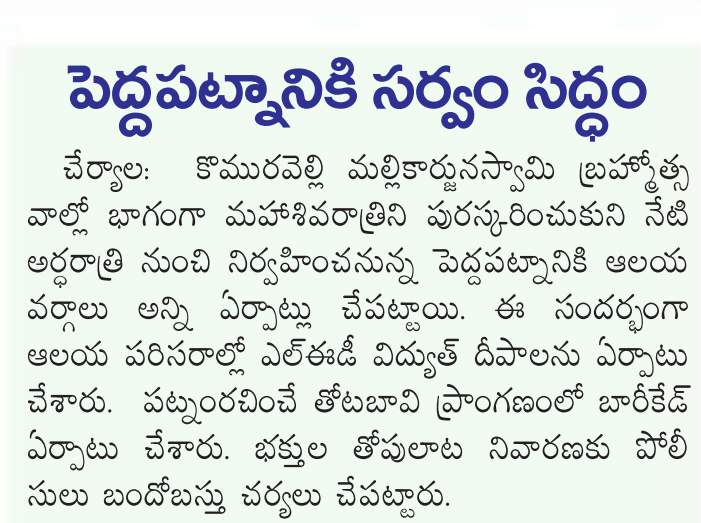 పెద్దపట్నానికి సర్వం సిద్ధం
చేర్యాల: కొమురవెల్లి మల్లికార్జునస్వామి బ్రహ్మోత్స
వాల్లో భాగంగా మహాశివరాత్రిని పురస్కరించుకుని నేటి
అర్ధరాత్రి నుంచి నిర్వహించనున్న పెద్దపట్నానికి ఆలయ
వర్గాలు అన్ని ఏర్పాట్లు చేపట్టాయి. ఈ సందర్భంగా
ఆలయ పరిసరాల్లో ఎల్ఈడీ విద్యుత్ దీపాలను ఏర్పాటు
చేశారు. పట్నంరచించే తోటబావి ప్రాంగణంలో బారీకేడ్
ఏర్పాటు చేశారు. భక్తుల తోపులాట నివారణకు పోలీ
సులు బందోబస్తు చర్యలు చేపట్టారు.